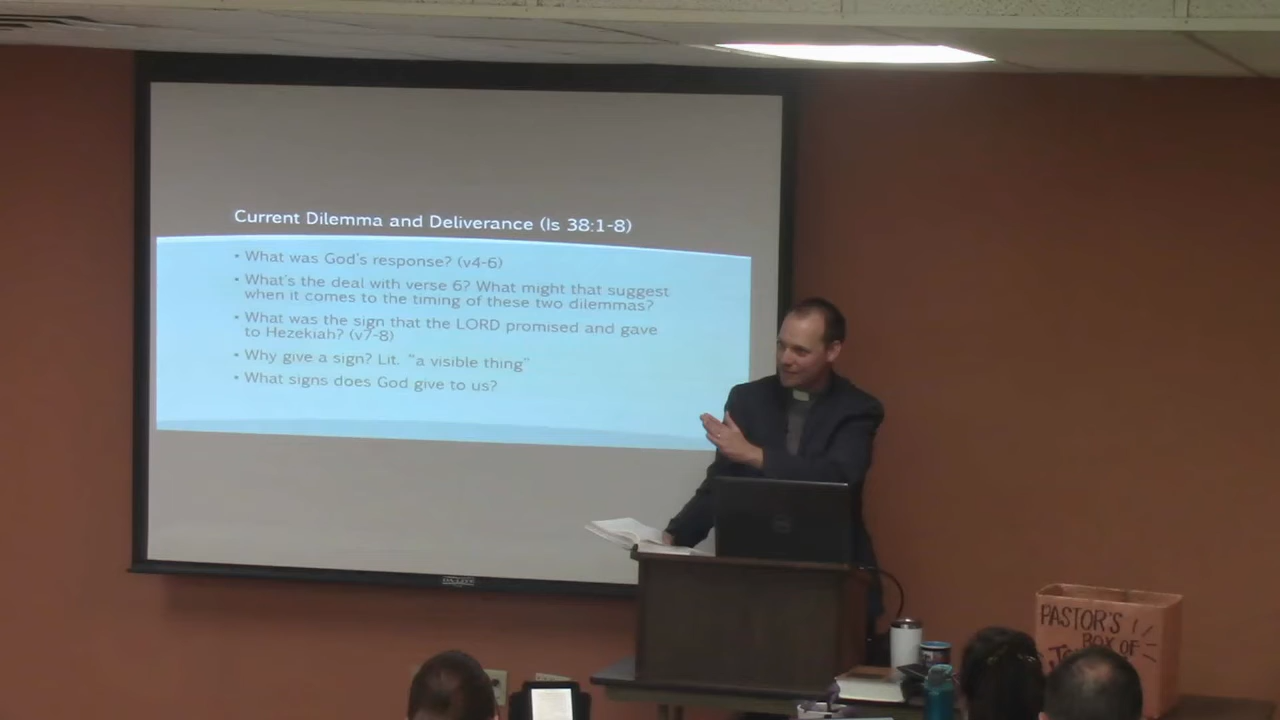 Current Dilemma and Deliverance (Is 38:1-8)
• What was God's response? (v4-6)
• What's the deal with verse 6? What might that suggest
when it comes to the timing of these two dilemmas?
• What was the sign that the LORD promised and gave
to Hezekiah? (v7-8)
• Why give a sign? Lit. "a visible thing"
• What signs does God give to us?
PASTOR'S
BOX OF